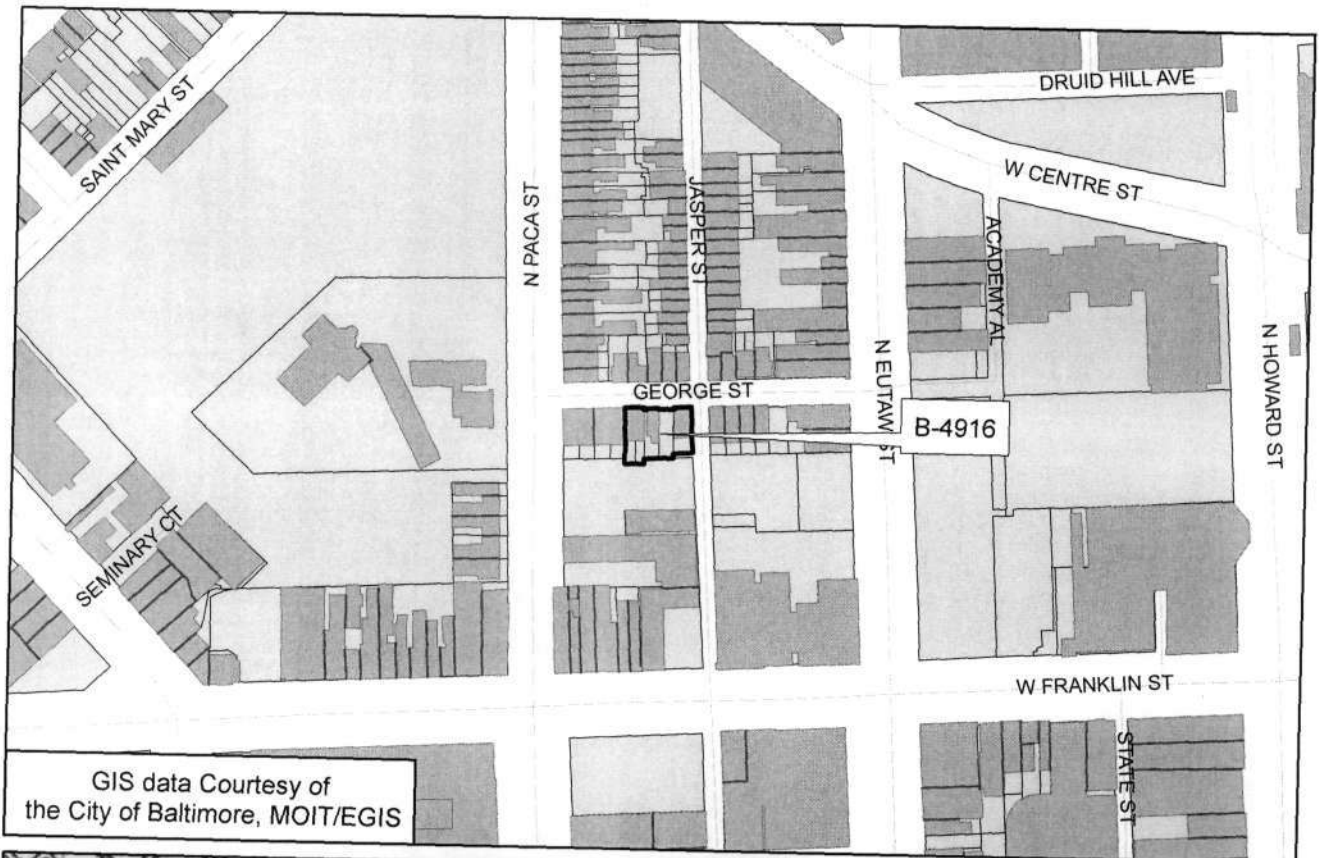 DRUID HILL AVE
SAINT MARY ST
W CENTRE ST
N PACA ST
JASPER ST
ACADEMY AL
N EUTAW ST
N HOWARD ST
GEORGE ST
B-4916
SEMINARY CT
W FRANKLIN ST
STATE ST
GIS data Courtesy of
the City of Baltimore, MOIT/EGIS